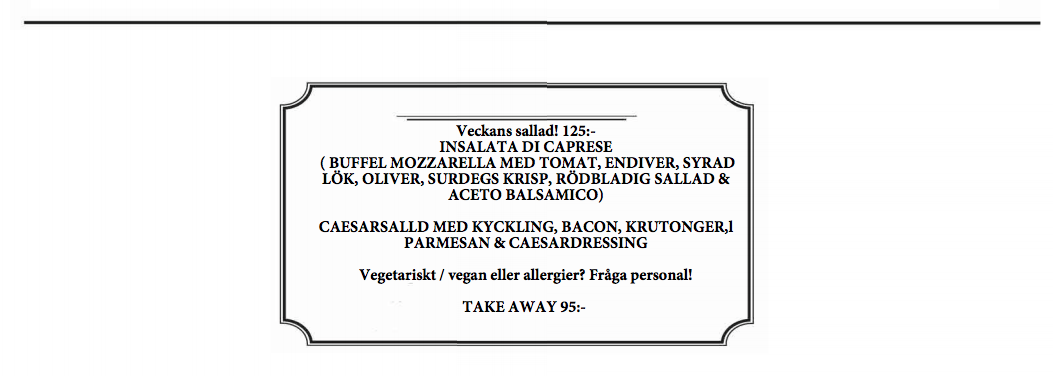 Veckans sallad! 125:-
INSALATA DI CAPRESE
( BUFFEL MOZZARELLA MED TOMAT, ENDIVER, SYRAD
LÖK, OLIVER, SURDEGS KRISP, RÖDBLADIG SALLAD &
ACETO BALSAMICO)
CAESARSALLD MED KYCKLING, BACON, KRUTONGER,l
PARMESAN & CAESARDRESSING
Vegetariskt / vegan eller allergier? Fråga personal!
TAKE AWAY 95:-